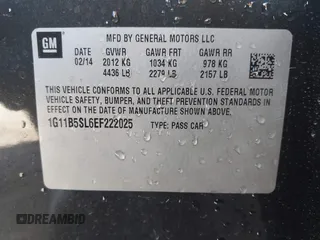 GM
MFD BY GENERAL MOTORS LLC
DATE GVWR GAWR FRT GAWR RR
02/14 2012 KG 1034 KG 978 KG
4436 LB 2279 LB 2157 LB
THIS VEHICLE CONFORMS TO ALL APPLICABLE U.S. FEDERAL MOTOR
VEHICLE SAFETY, BUMPER, AND THEFT PREVENTION STANDARDS IN
EFFECT ON THE DATE OF MANUFACTURE SHOWN ABOVE.
1G11B5SL6EF222025 TYPE: PASS CAR
DREAMBID